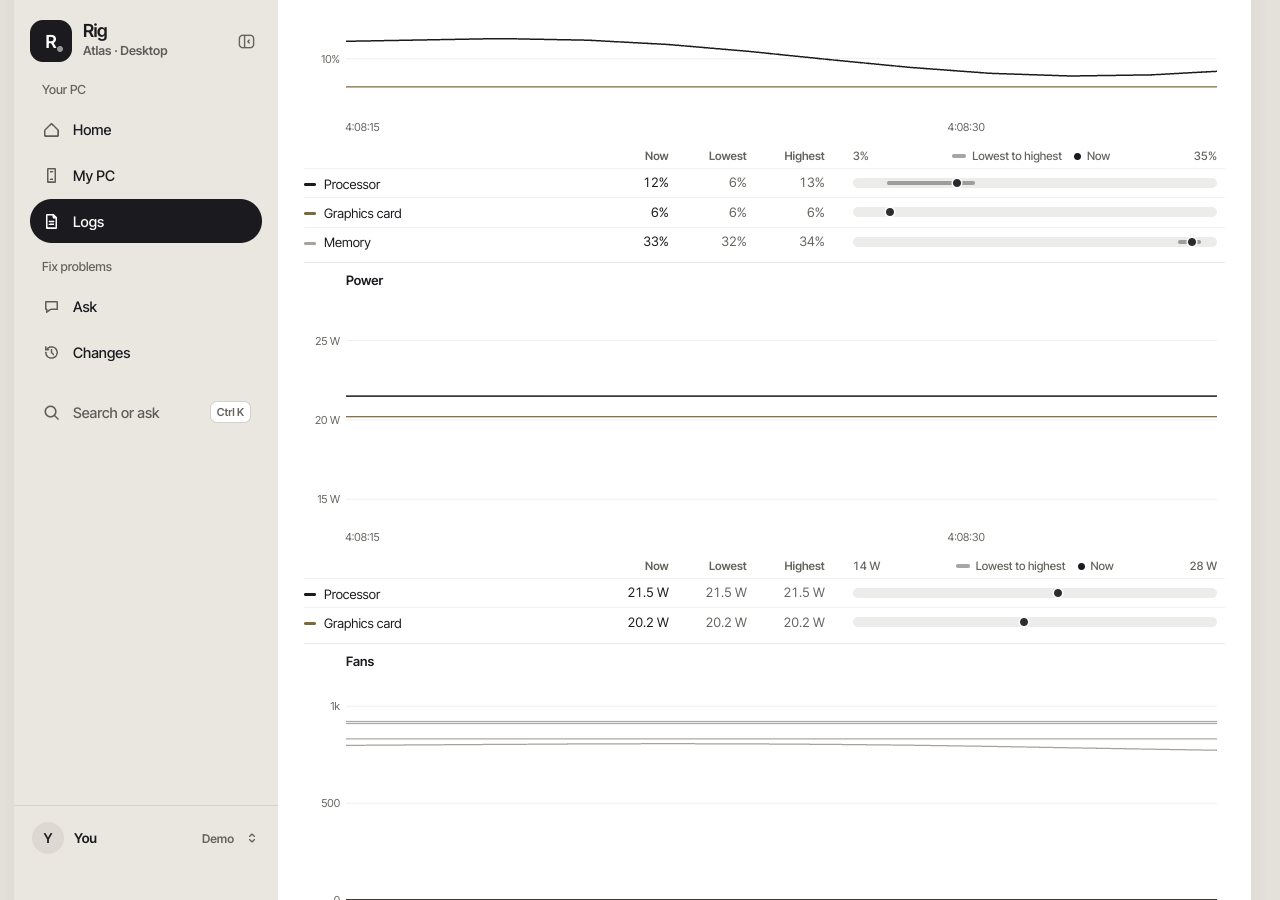 R.
Rig
Atlas · Desktop
Your PC
Home
My PC
Logs
Fix problems
Ask
Changes
Search or ask Ctrl K
Y You Demo
10%
4:08:15 4:08:30
Now Lowest Highest 3% Lowest to highest Now 35%
Processor 12% 6% 13%
Graphics card 6% 6% 6%
Memory 33% 32% 34%
Power
25 W
20 W
15 W
4:08:15 4:08:30
Now Lowest Highest 14 W Lowest to highest Now 28 W
Processor 21.5 W 21.5 W 21.5 W
Graphics card 20.2 W 20.2 W 20.2 W
Fans
1k
500
0